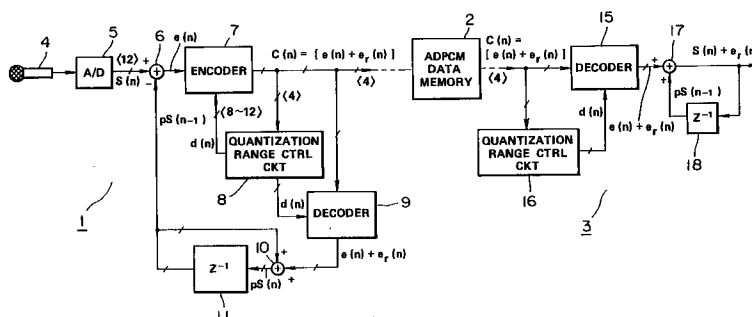 4
5
A/D
⟨12⟩
S(n)
6
+
-
e(n)
7
ENCODER
C(n) = [e(n)+er(n)]
⟨4⟩
pS(n-1)
⟨8~12⟩
d(n)
⟨4⟩
QUANTIZATION
RANGE CTRL
CKT
8
d(n)
DECODER
9
e(n)+er(n)
10
+
+
pS(n)
Z⁻¹
11
1
2
ADPCM
DATA
MEMORY
C(n) =
[e(n)+er(n)]
⟨4⟩
15
DECODER
d(n)
e(n)+er(n)
QUANTIZATION
RANGE CTRL
CKT
16
17
+
+
S(n)+er(n)
pS(n-1)
Z⁻¹
18
3